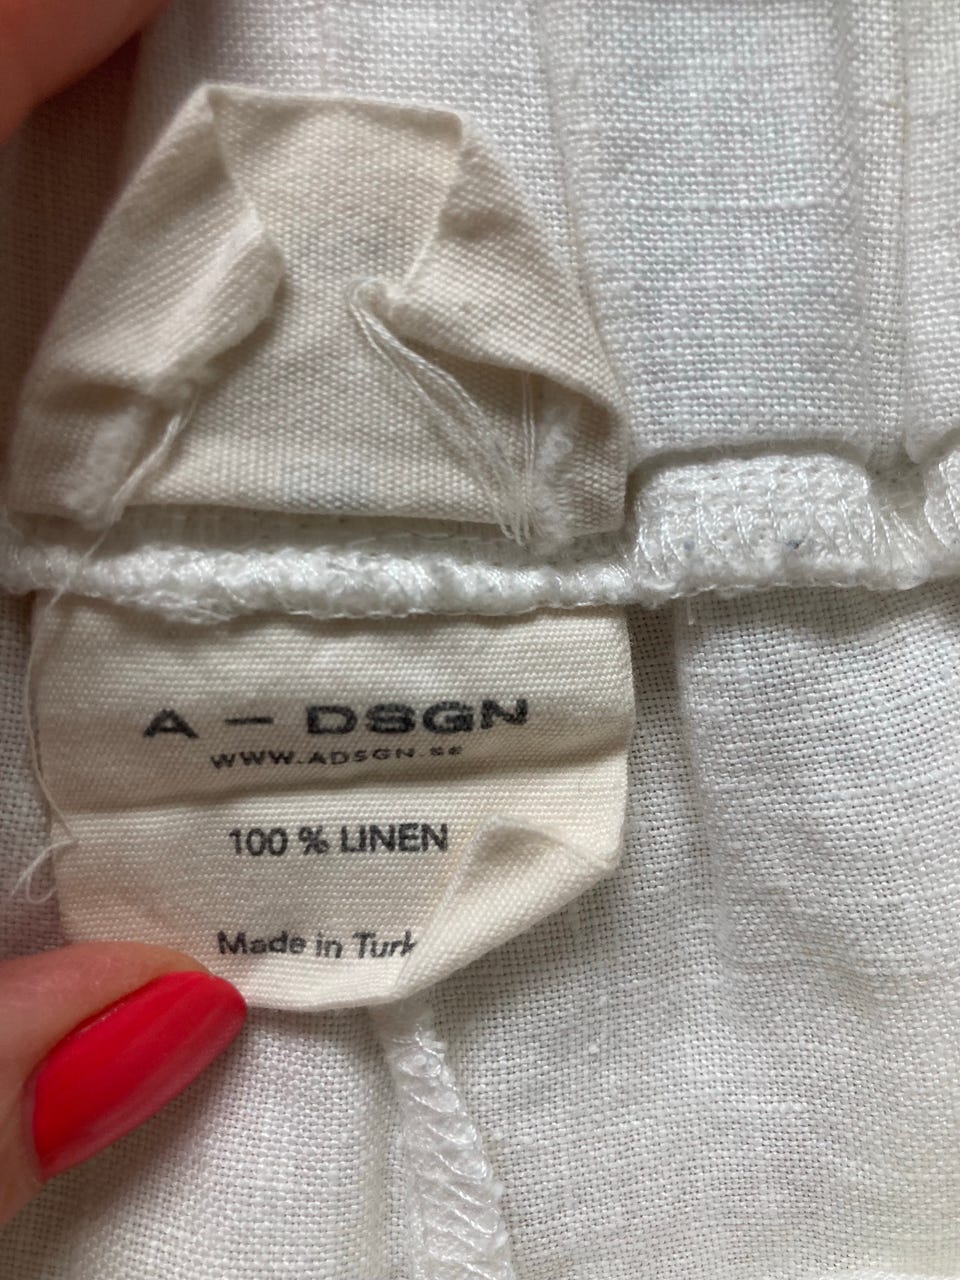 A — DSGN
WWW.ADSGN.se
100 % LINEN
Made in Turk